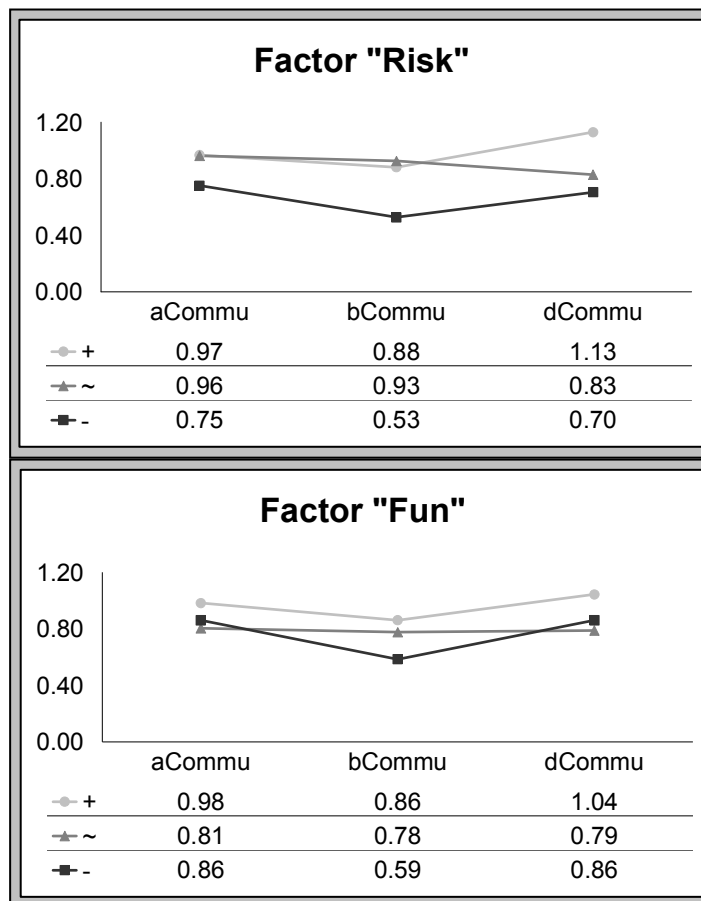 Factor "Risk"
1.20
0.80
0.40
0.00
aCommu bCommu dCommu
+ 0.97 0.88 1.13
~ 0.96 0.93 0.83
- 0.75 0.53 0.70
Factor "Fun"
1.20
0.80
0.40
0.00
aCommu bCommu dCommu
+ 0.98 0.86 1.04
~ 0.81 0.78 0.79
- 0.86 0.59 0.86